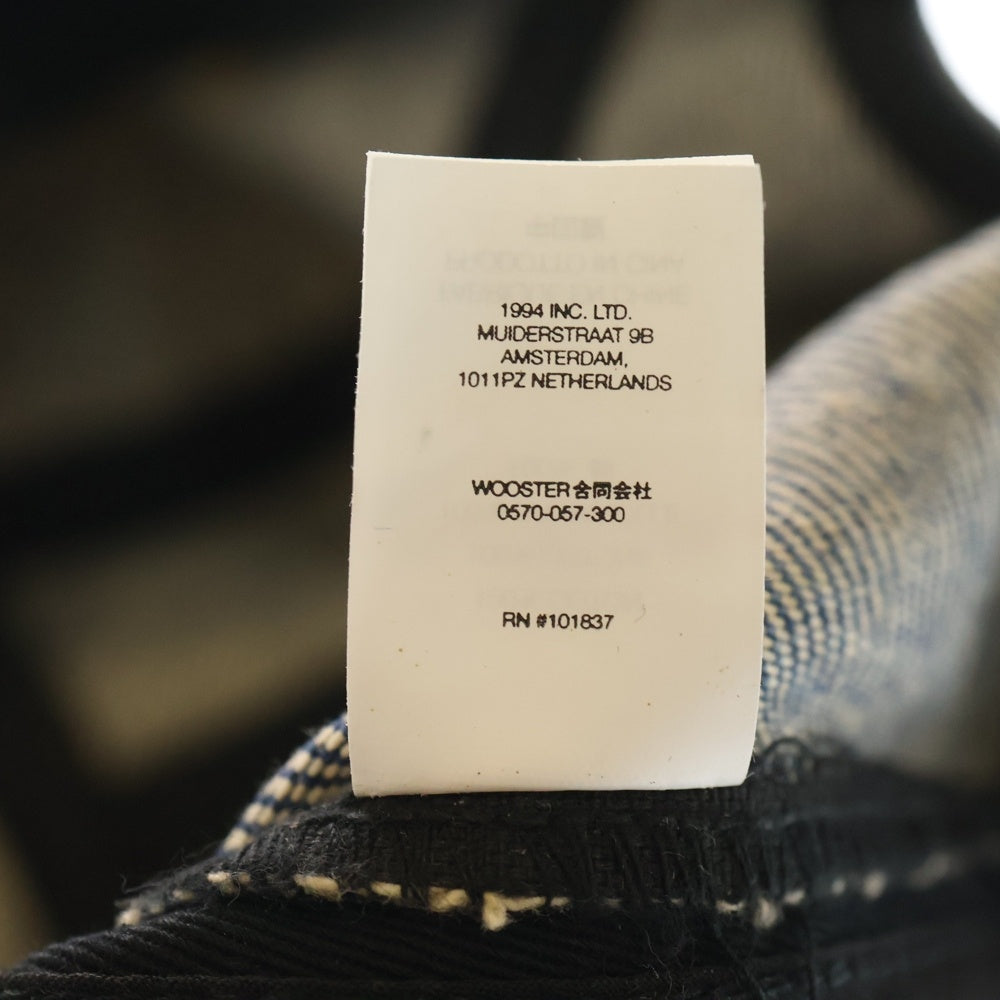 1994 INC. LTD.
MUIDERSTRAAT 9B
AMSTERDAM,
1011PZ NETHERLANDS
WOOSTER合同会社
0570-057-300
RN #101837